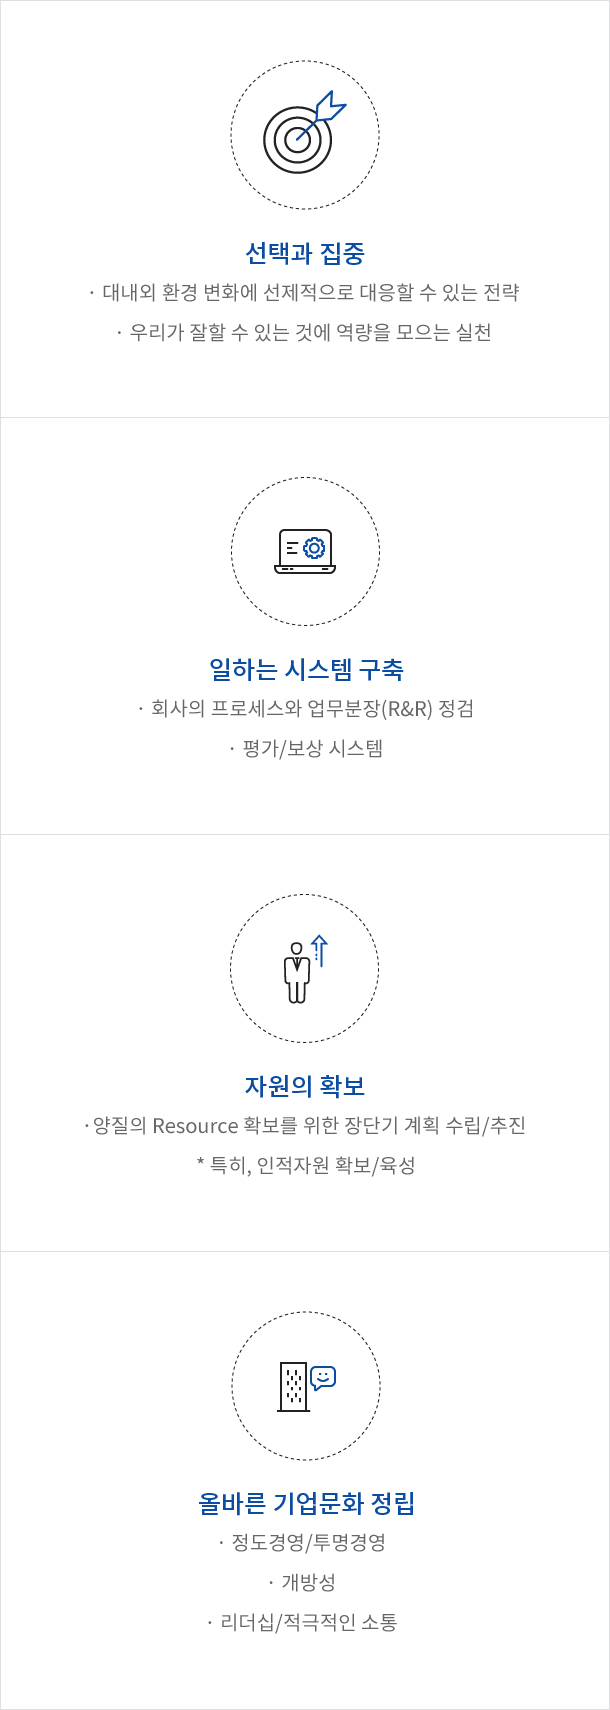 선택과 집중
· 대내외 환경 변화에 선제적으로 대응할 수 있는 전략
· 우리가 잘할 수 있는 것에 역량을 모으는 실천
일하는 시스템 구축
· 회사의 프로세스와 업무분장(R&R) 정검
· 평가/보상 시스템
자원의 확보
·양질의 Resource 확보를 위한 장단기 계획 수립/추진
* 특히, 인적자원 확보/육성
올바른 기업문화 정립
· 정도경영/투명경영
· 개방성
· 리더십/적극적인 소통